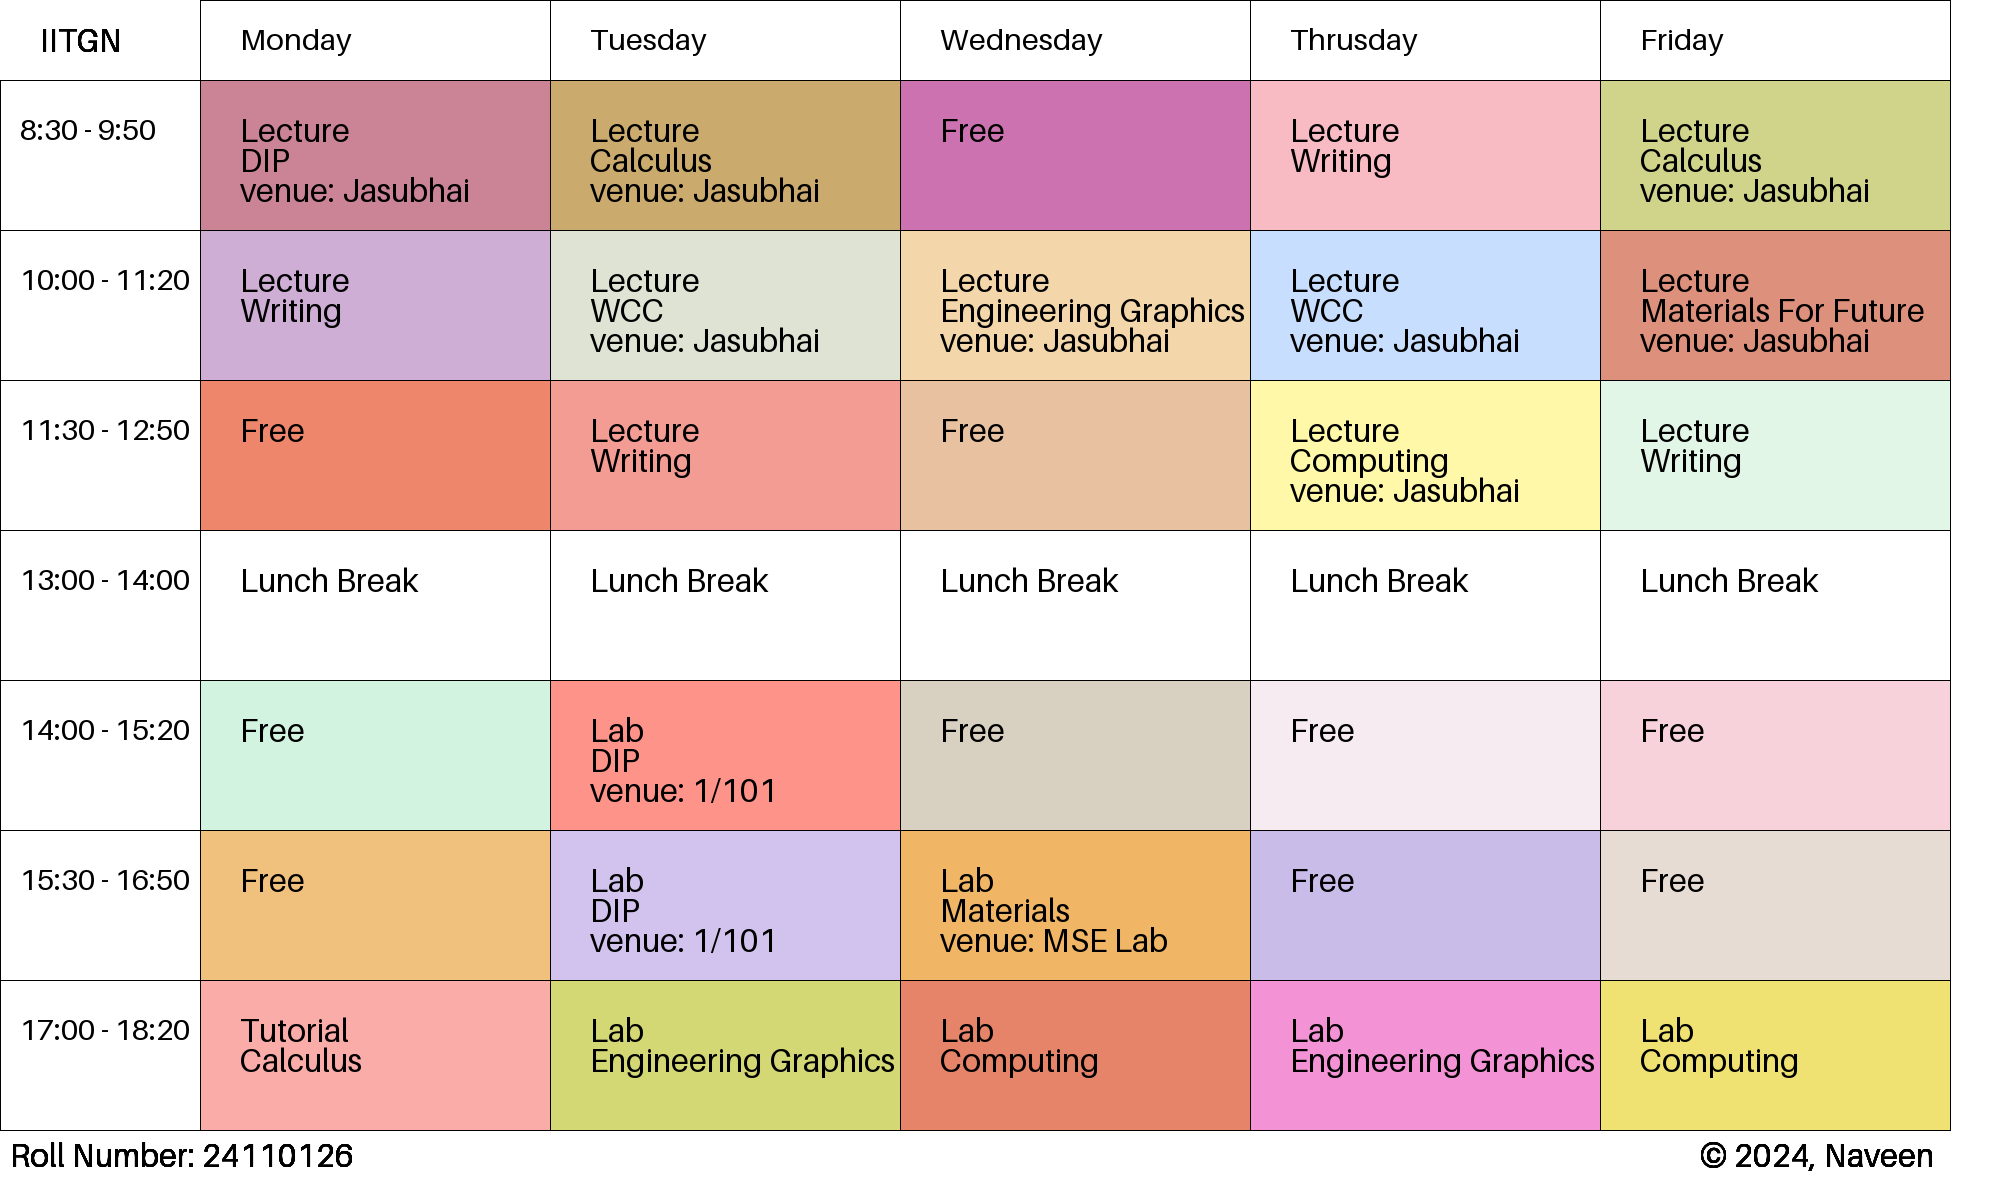 IITGN
Monday
Tuesday
Wednesday
Thrusday
Friday
8:30 - 9:50
Lecture
DIP
venue: Jasubhai
Lecture
Calculus
venue: Jasubhai
Free
Lecture
Writing
Lecture
Calculus
venue: Jasubhai
10:00 - 11:20
Lecture
Writing
Lecture
WCC
venue: Jasubhai
Lecture
Engineering Graphics
venue: Jasubhai
Lecture
WCC
venue: Jasubhai
Lecture
Materials For Future
venue: Jasubhai
11:30 - 12:50
Free
Lecture
Writing
Free
Lecture
Computing
venue: Jasubhai
Lecture
Writing
13:00 - 14:00
Lunch Break
Lunch Break
Lunch Break
Lunch Break
Lunch Break
14:00 - 15:20
Free
Lab
DIP
venue: 1/101
Free
Free
Free
15:30 - 16:50
Free
Lab
DIP
venue: 1/101
Lab
Materials
venue: MSE Lab
Free
Free
17:00 - 18:20
Tutorial
Calculus
Lab
Engineering Graphics
Lab
Computing
Lab
Engineering Graphics
Lab
Computing
Roll Number: 24110126
© 2024, Naveen